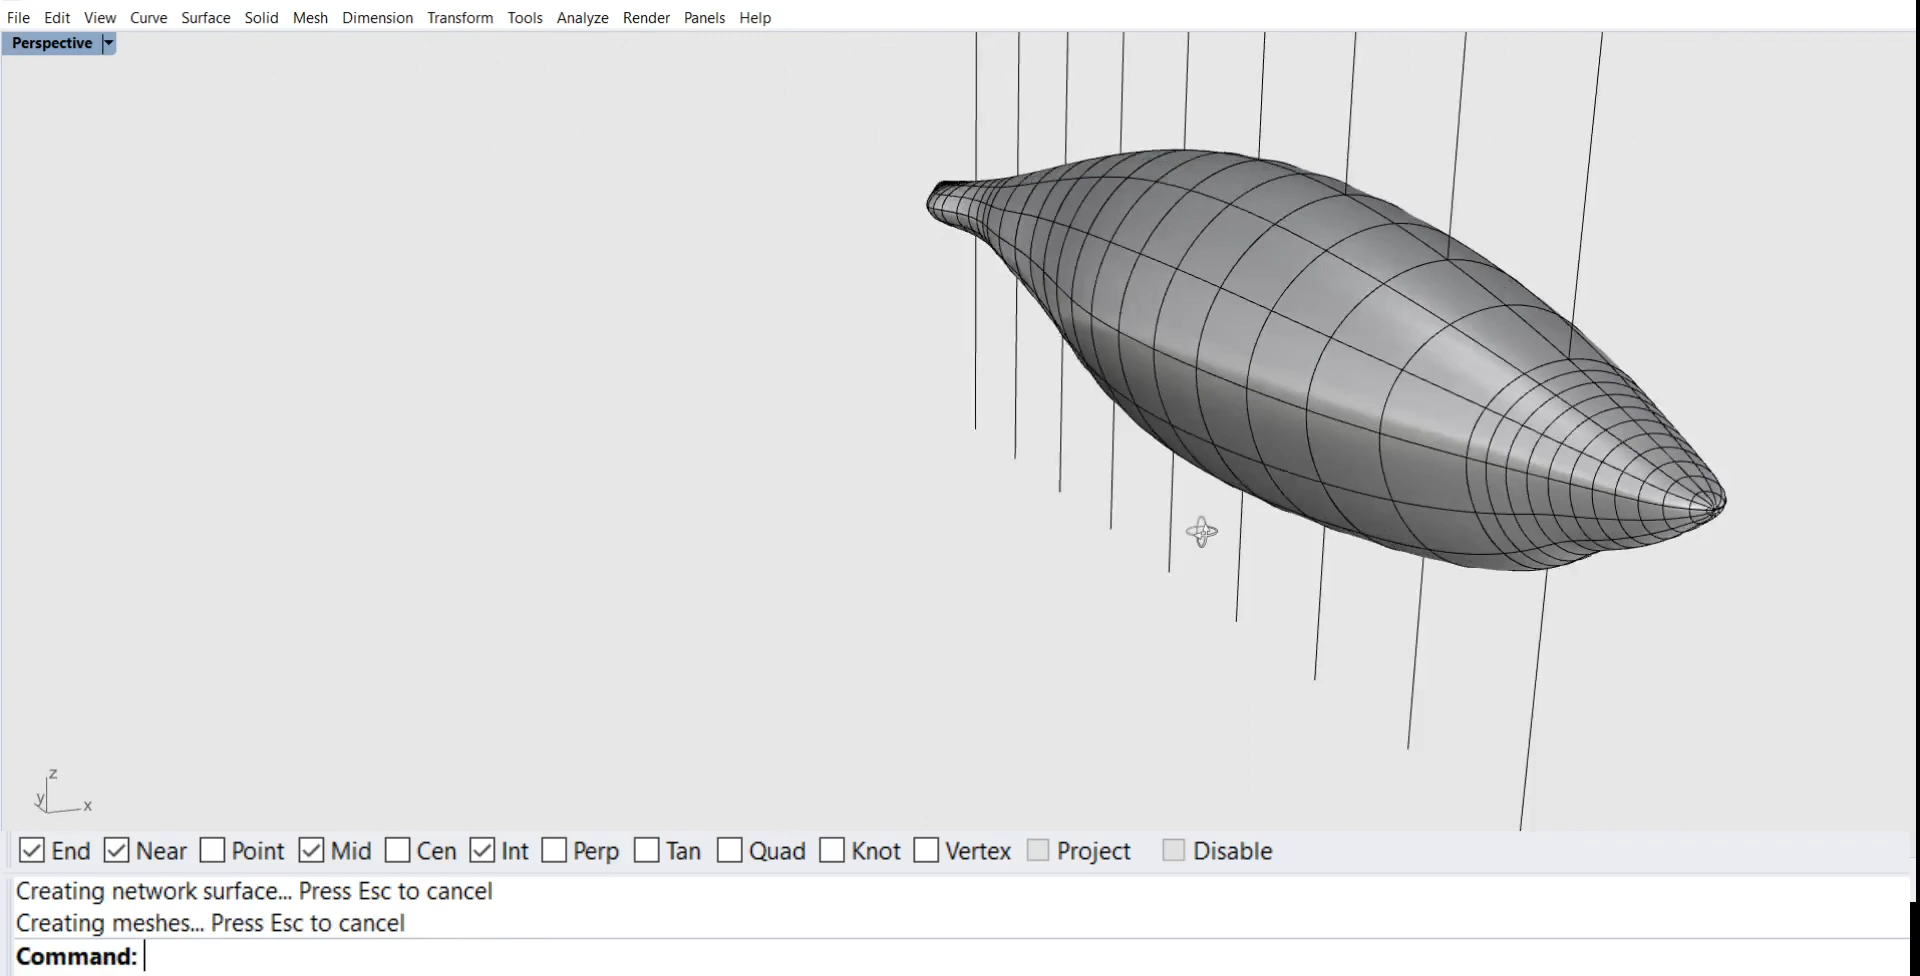 File Edit View Curve Surface Solid Mesh Dimension Transform Tools Analyze Render Panels Help
Perspective
z
y x
End Near Point Mid Cen Int Perp Tan Quad Knot Vertex Project Disable
Creating network surface... Press Esc to cancel
Creating meshes... Press Esc to cancel
Command: